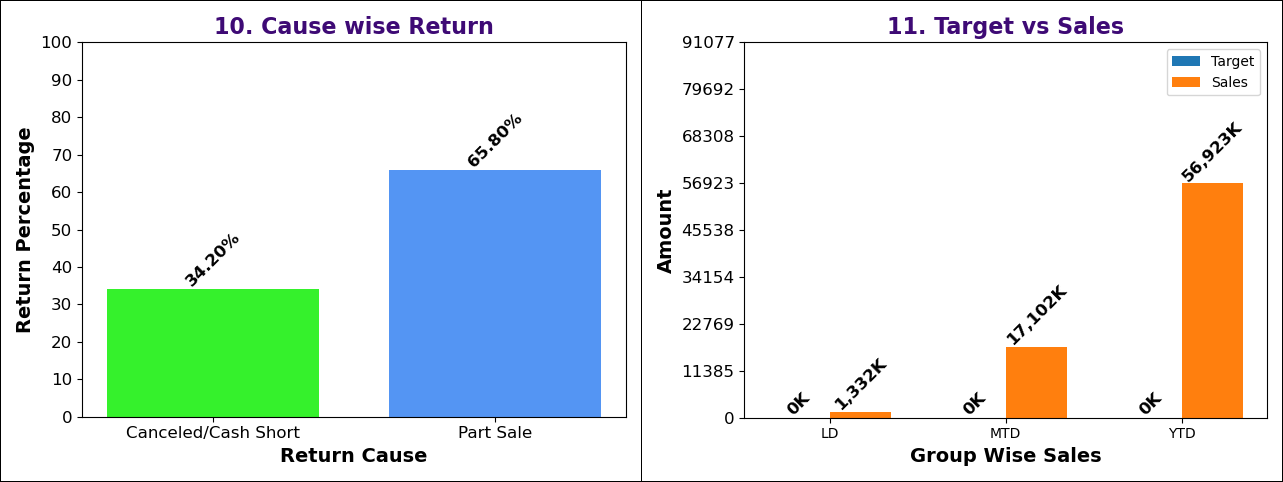 10. Cause wise Return
Return Percentage
100
90
80
70
60
50
40
30
20
10
0
34.20%
65.80%
Canceled/Cash Short
Part Sale
Return Cause
11. Target vs Sales
Amount
91077
79692
68308
56923
45538
34154
22769
11385
0
Target
Sales
0K
1,332K
0K
17,102K
0K
56,923K
LD
MTD
YTD
Group Wise Sales